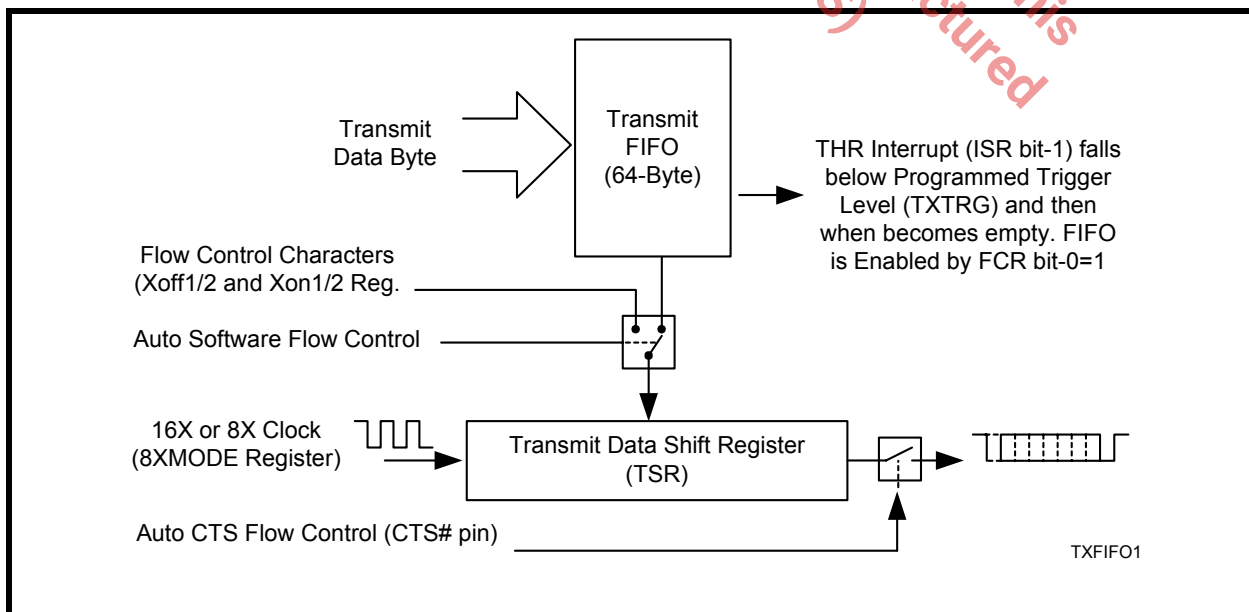 his
ctured
s)
Transmit
Data Byte
Transmit
FIFO
(64-Byte)
THR Interrupt (ISR bit-1) falls
below Programmed Trigger
Level (TXTRG) and then
when becomes empty. FIFO
is Enabled by FCR bit-0=1
Flow Control Characters
(Xoff1/2 and Xon1/2 Reg.
Auto Software Flow Control
16X or 8X Clock
(8XMODE Register)
Transmit Data Shift Register
(TSR)
Auto CTS Flow Control (CTS# pin)
TXFIFO1